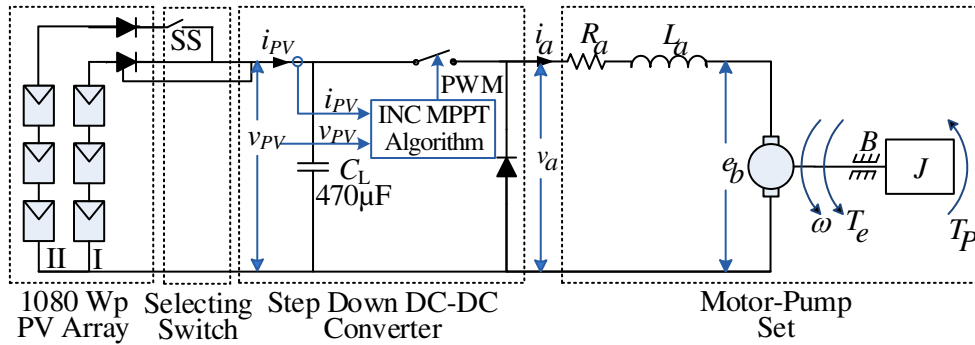 SS
II
I
1080 Wp
PV Array
Selecting
Switch
i_PV
v_PV
i_PV
v_PV
INC MPPT
Algorithm
PWM
C_L
470μF
Step Down DC-DC
Converter
i_a
v_a
R_a
L_a
e_b
ω
T_e
B
J
T_P
Motor-Pump
Set